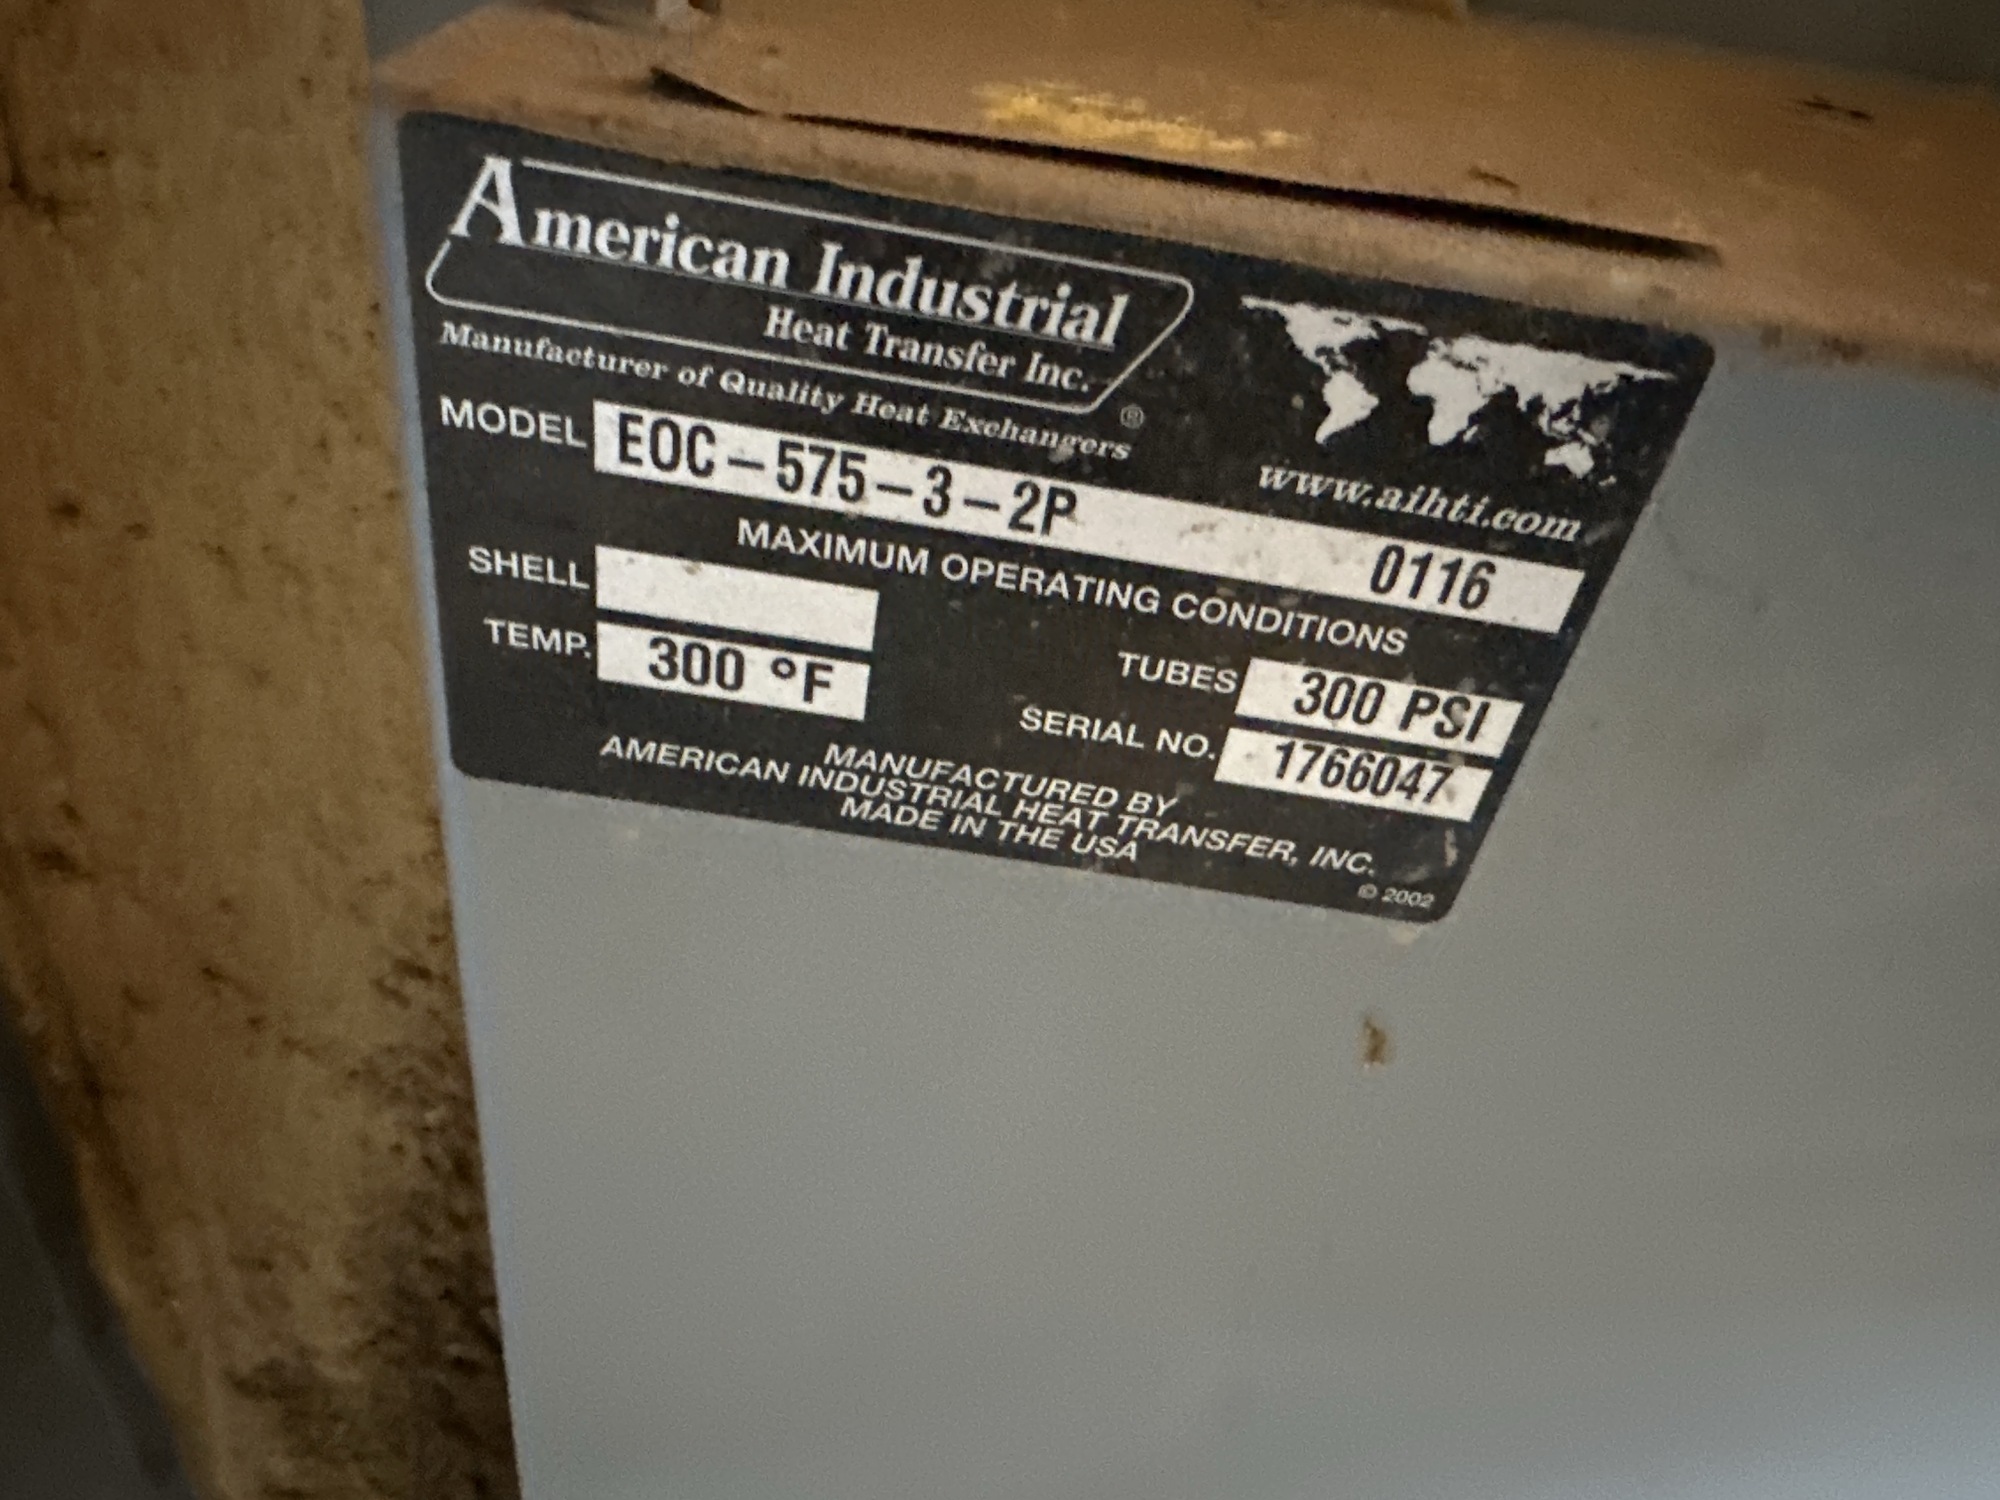 American Industrial
Heat Transfer Inc.
®
Manufacturer of Quality Heat Exchangers
www.aihti.com
MODEL EOC-575-3-2P 0116
MAXIMUM OPERATING CONDITIONS
SHELL
TUBES 300 PSI
TEMP. 300 °F
SERIAL NO. 1766047
MANUFACTURED BY
AMERICAN INDUSTRIAL HEAT TRANSFER, INC.
MADE IN THE USA
© 2002